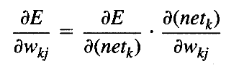 ∂E/∂w_kj = ∂E/∂(net_k) · ∂(net_k)/∂w_kj